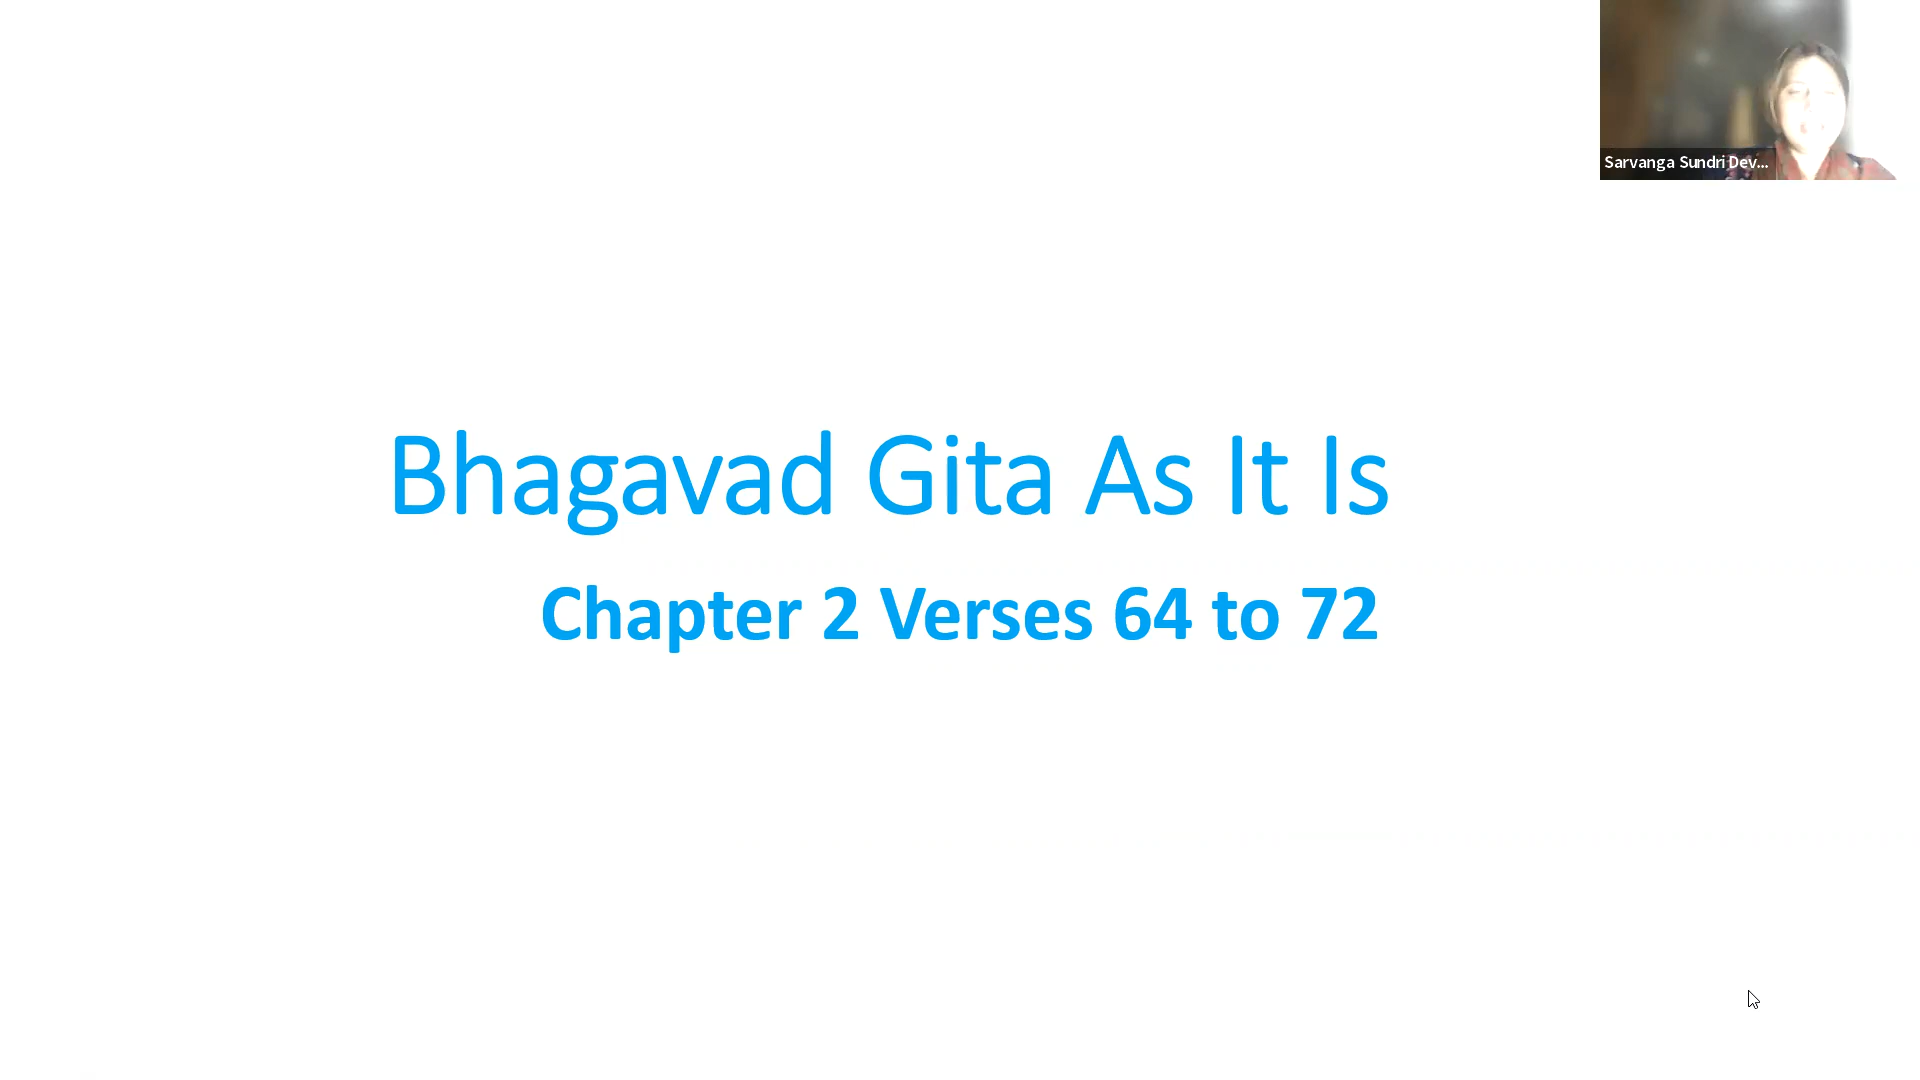 Sarvanga Sundri Dev...
Bhagavad Gita As It Is
Chapter 2 Verses 64 to 72